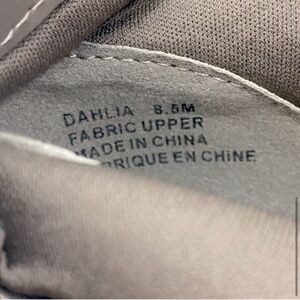 DAHLIA 8.5M
FABRIC UPPER
MADE IN CHINA
BRIQUE EN CHINE